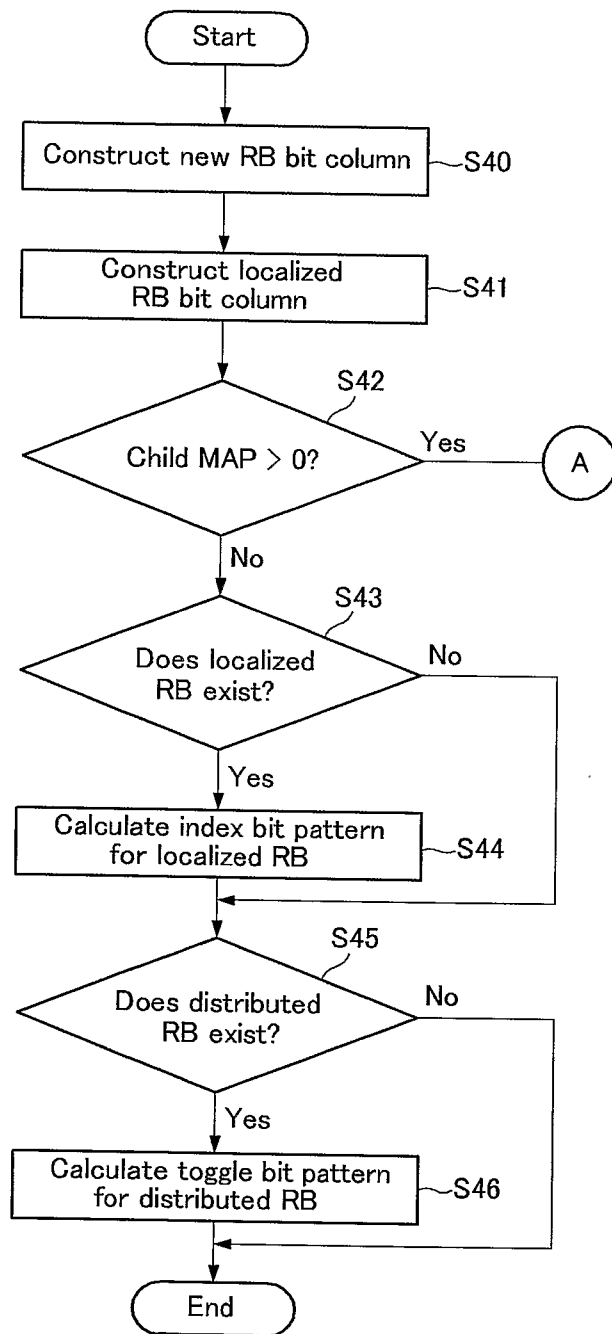 Start
Construct new RB bit column
S40
Construct localized
RB bit column
S41
S42
Child MAP > 0?
Yes
A
No
S43
Does localized
RB exist?
No
Yes
Calculate index bit pattern
for localized RB
S44
S45
Does distributed
RB exist?
No
Yes
Calculate toggle bit pattern
for distributed RB
S46
End